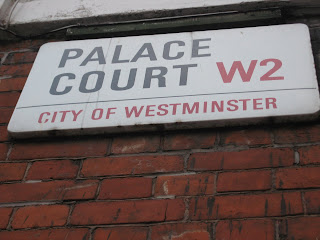 PALACE
COURT W2
CITY OF WESTMINSTER